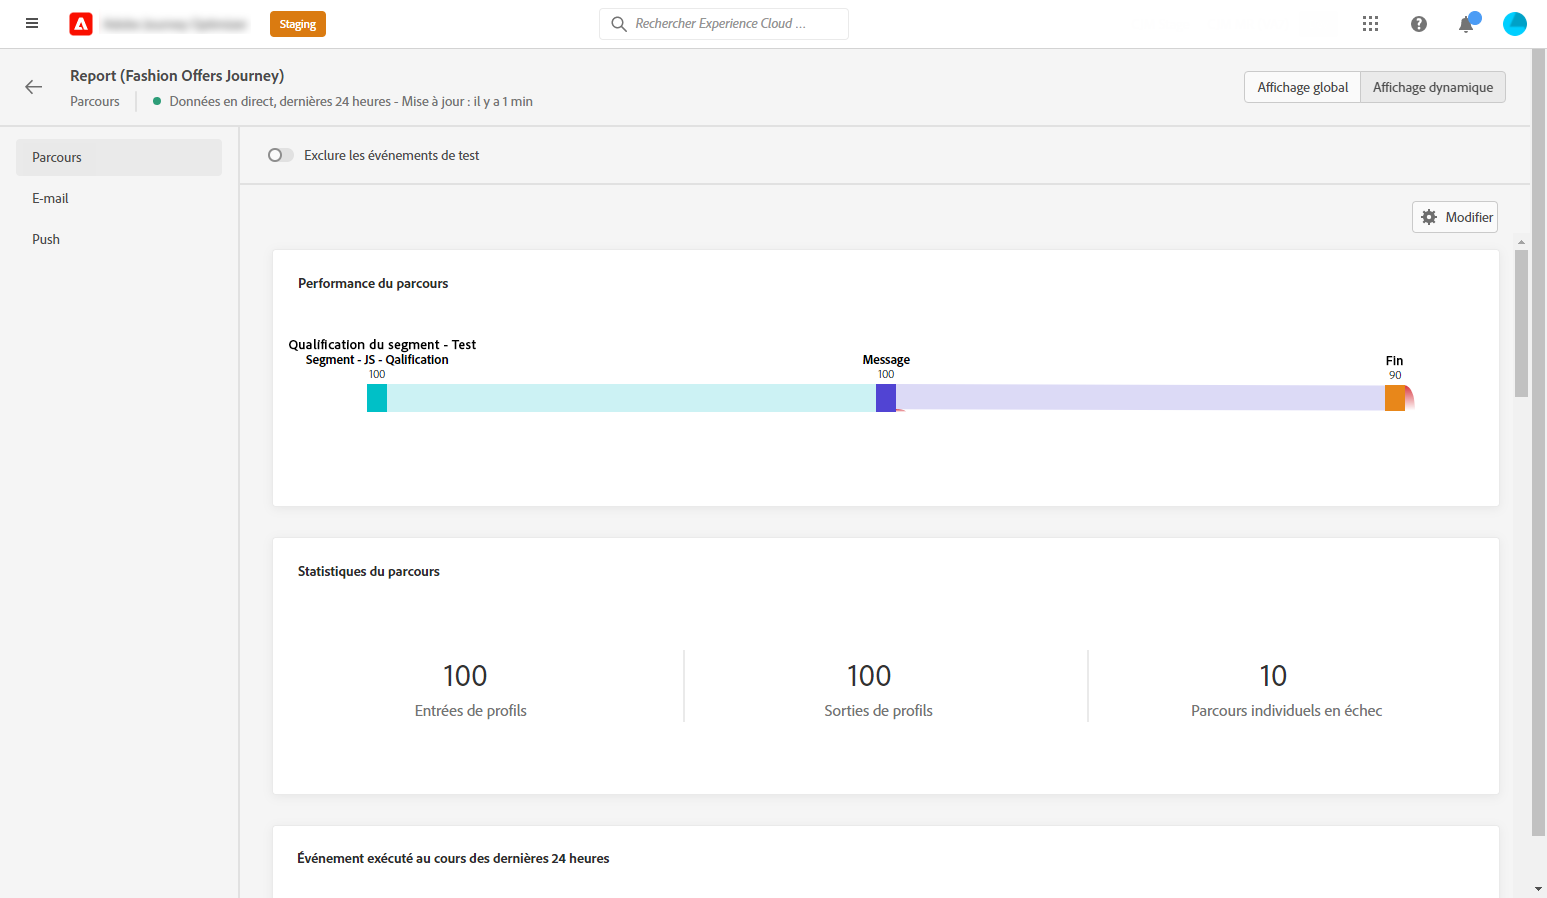 Staging
Rechercher Experience Cloud ...
Report (Fashion Offers Journey)
Parcours
Données en direct, dernières 24 heures - Mise à jour : il y a 1 min
Affichage global
Affichage dynamique
Parcours
E-mail
Push
Exclure les événements de test
Modifier
Performance du parcours
Qualification du segment - Test
Segment - JS - Qalification
100
Message
100
Fin
90
Statistiques du parcours
100
Entrées de profils
100
Sorties de profils
10
Parcours individuels en échec
Événement exécuté au cours des dernières 24 heures